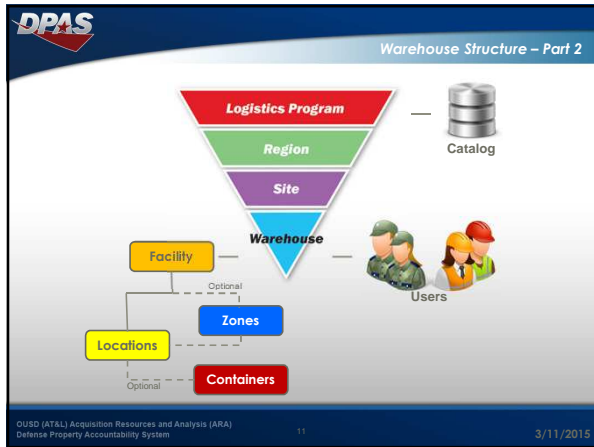 DPAS
Warehouse Structure – Part 2
Logistics Program
Region
Site
Warehouse
Catalog
Users
Facility
Optional
Zones
Locations
Optional
Containers
OUSD (AT&L) Acquisition Resources and Analysis (ARA)
Defense Property Accountability System
11
3/11/2015